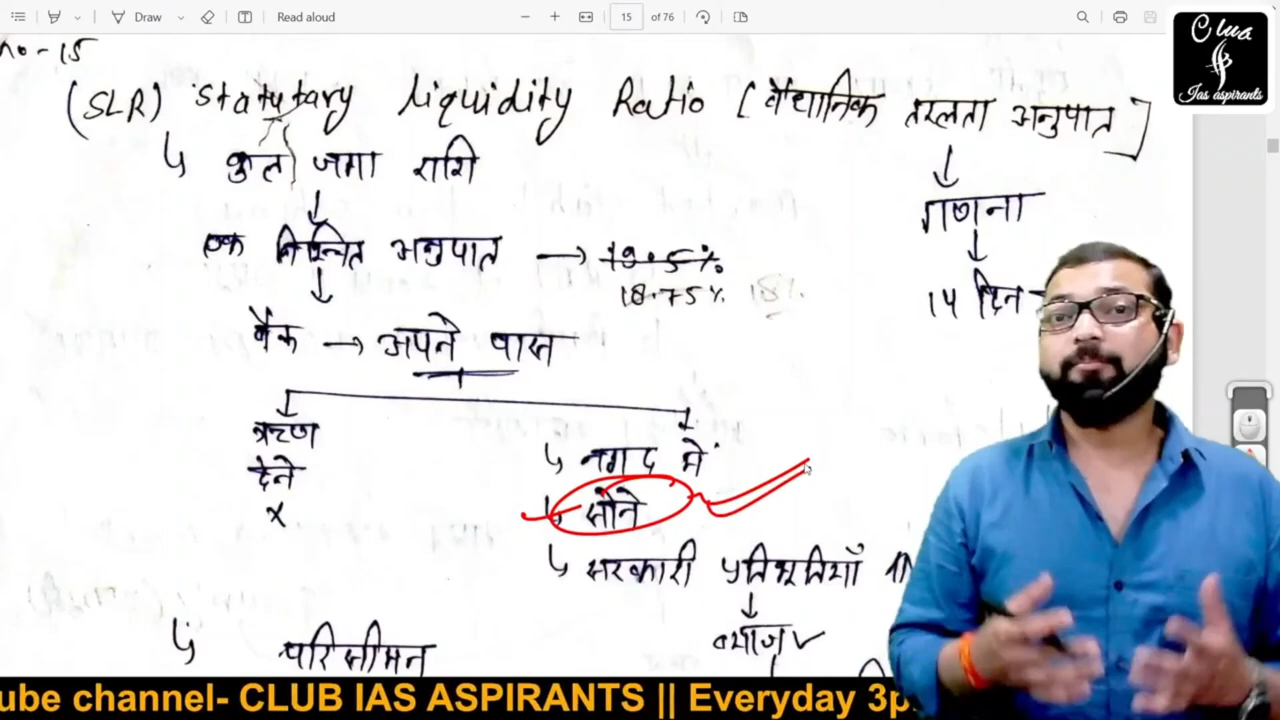 Draw
Read aloud
15 of 76
Club
Ias aspirants
no - 15
(SLR) Statutary liquidity Ratio [वैधानिक तरलता अनुपात]
↳ कुल जमा राशि
गणना
एक निश्चित अनुपात → 19.5%
18.75% 18%
14 दिन
बैंक → अपने पास
ऋण
देने
x
↳ नगद में
↳ सोने
↳ सरकारी प्रतिभूतियाँ
ब्याज ✓
↳ परिसीमन
ube channel- CLUB IAS ASPIRANTS || Everyday 3p